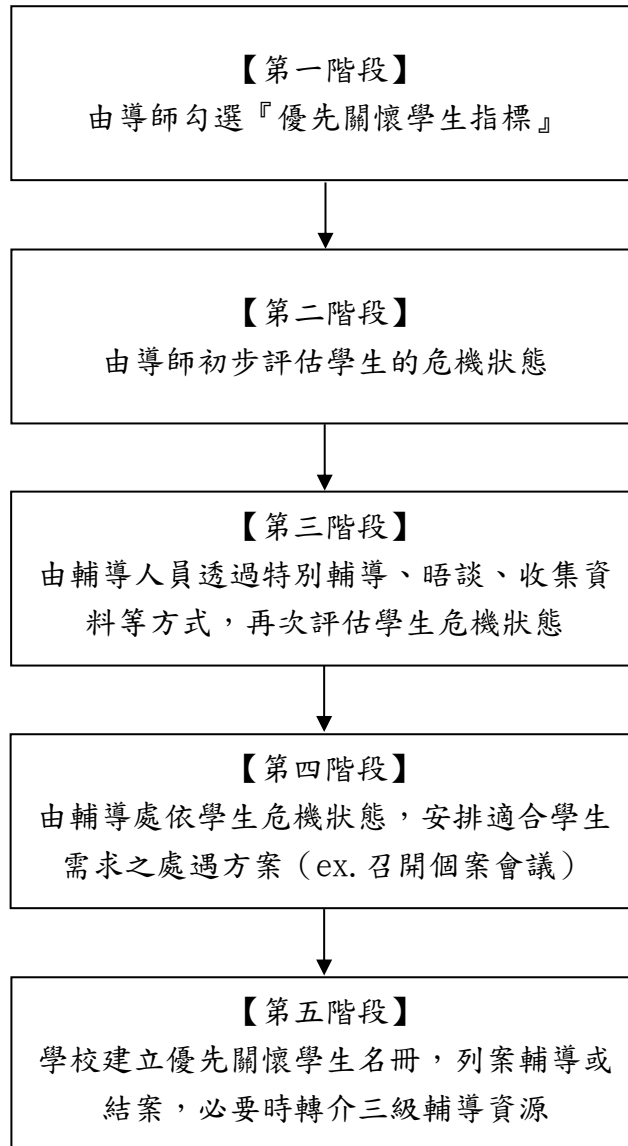 【第一階段】
由導師勾選『優先關懷學生指標』
【第二階段】
由導師初步評估學生的危機狀態
【第三階段】
由輔導人員透過特別輔導、晤談、收集資
料等方式，再次評估學生危機狀態
【第四階段】
由輔導處依學生危機狀態，安排適合學生
需求之處遇方案（ex.召開個案會議）
【第五階段】
學校建立優先關懷學生名冊，列案輔導或
結案，必要時轉介三級輔導資源